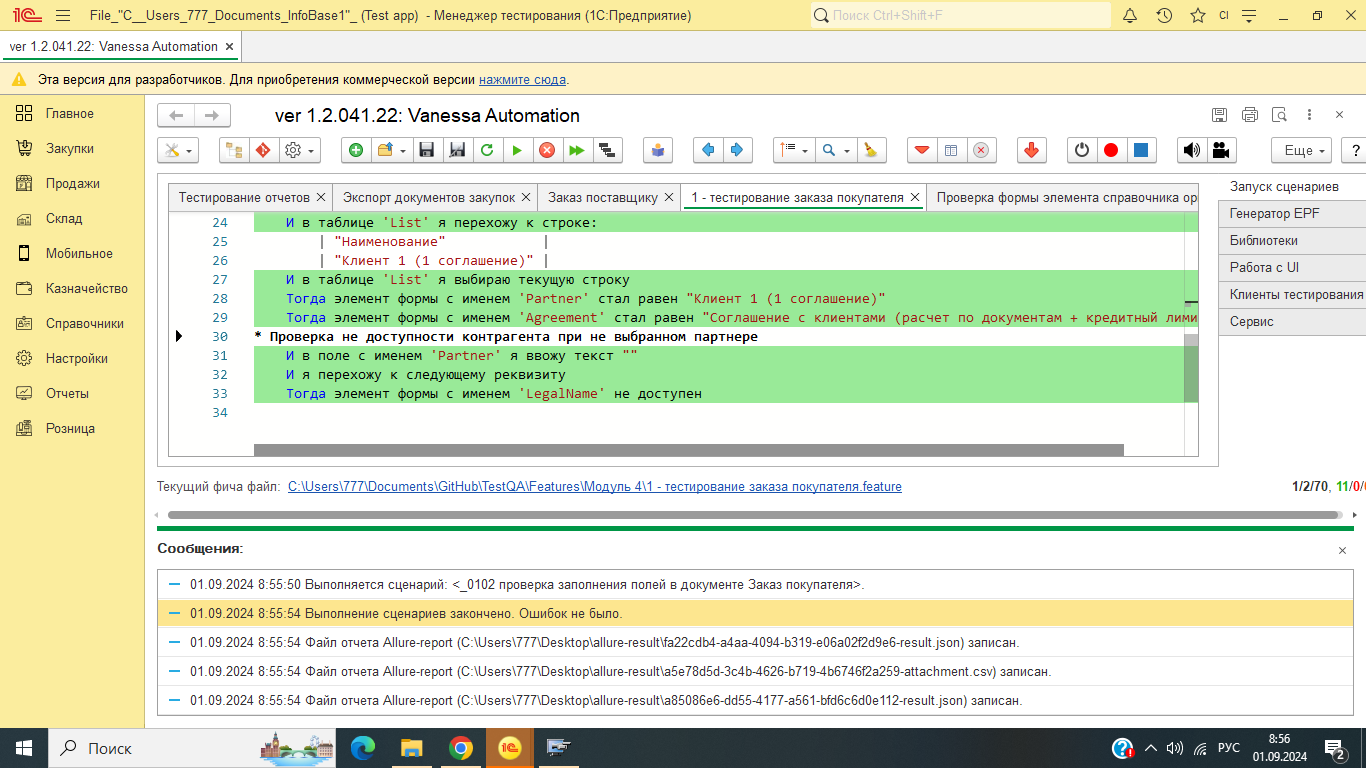 File_"C__Users_777_Documents_InfoBase1"_ (Test app) - Менеджер тестирования (1С:Предприятие)
Поиск Ctrl+Shift+F
CI
ver 1.2.041.22: Vanessa Automation
Эта версия для разработчиков. Для приобретения коммерческой версии нажмите сюда.
Главное
Закупки
Продажи
Склад
Мобильное
Казначейство
Справочники
Настройки
Отчеты
Розница
ver 1.2.041.22: Vanessa Automation
Еще
?
Тестирование отчетов
Экспорт документов закупок
Заказ поставщику
1 - тестирование заказа покупателя
Проверка формы элемента справочника ор
Запуск сценариев
Генератор EPF
Библиотеки
Работа с UI
Клиенты тестирования
Сервис
24 И в таблице 'List' я перехожу к строке:
25 | "Наименование" |
26 | "Клиент 1 (1 соглашение)" |
27 И в таблице 'List' я выбираю текущую строку
28 Тогда элемент формы с именем 'Partner' стал равен "Клиент 1 (1 соглашение)"
29 Тогда элемент формы с именем 'Agreement' стал равен "Соглашение с клиентами (расчет по документам + кредитный лими
30 * Проверка не доступности контрагента при не выбранном партнере
31 И в поле с именем 'Partner' я ввожу текст ""
32 И я перехожу к следующему реквизиту
33 Тогда элемент формы с именем 'LegalName' не доступен
34
Текущий фича файл: C:\Users\777\Documents\GitHub\TestQA\Features\Модуль 4\1 - тестирование заказа покупателя.feature
1/2/70, 11/0/
Сообщения:
01.09.2024 8:55:50 Выполняется сценарий: <_0102 проверка заполнения полей в документе Заказ покупателя>.
01.09.2024 8:55:54 Выполнение сценариев закончено. Ошибок не было.
01.09.2024 8:55:54 Файл отчета Allure-report (C:\Users\777\Desktop\allure-result\fa22cdb4-a4aa-4094-b319-e06a02f2d9e6-result.json) записан.
01.09.2024 8:55:54 Файл отчета Allure-report (C:\Users\777\Desktop\allure-result\a5e78d5d-3c4b-4626-b719-4b6746f2a259-attachment.csv) записан.
01.09.2024 8:55:54 Файл отчета Allure-report (C:\Users\777\Desktop\allure-result\a85086e6-dd55-4177-a561-bfd6c6d0e112-result.json) записан.
Поиск
РУС
8:56
01.09.2024
2